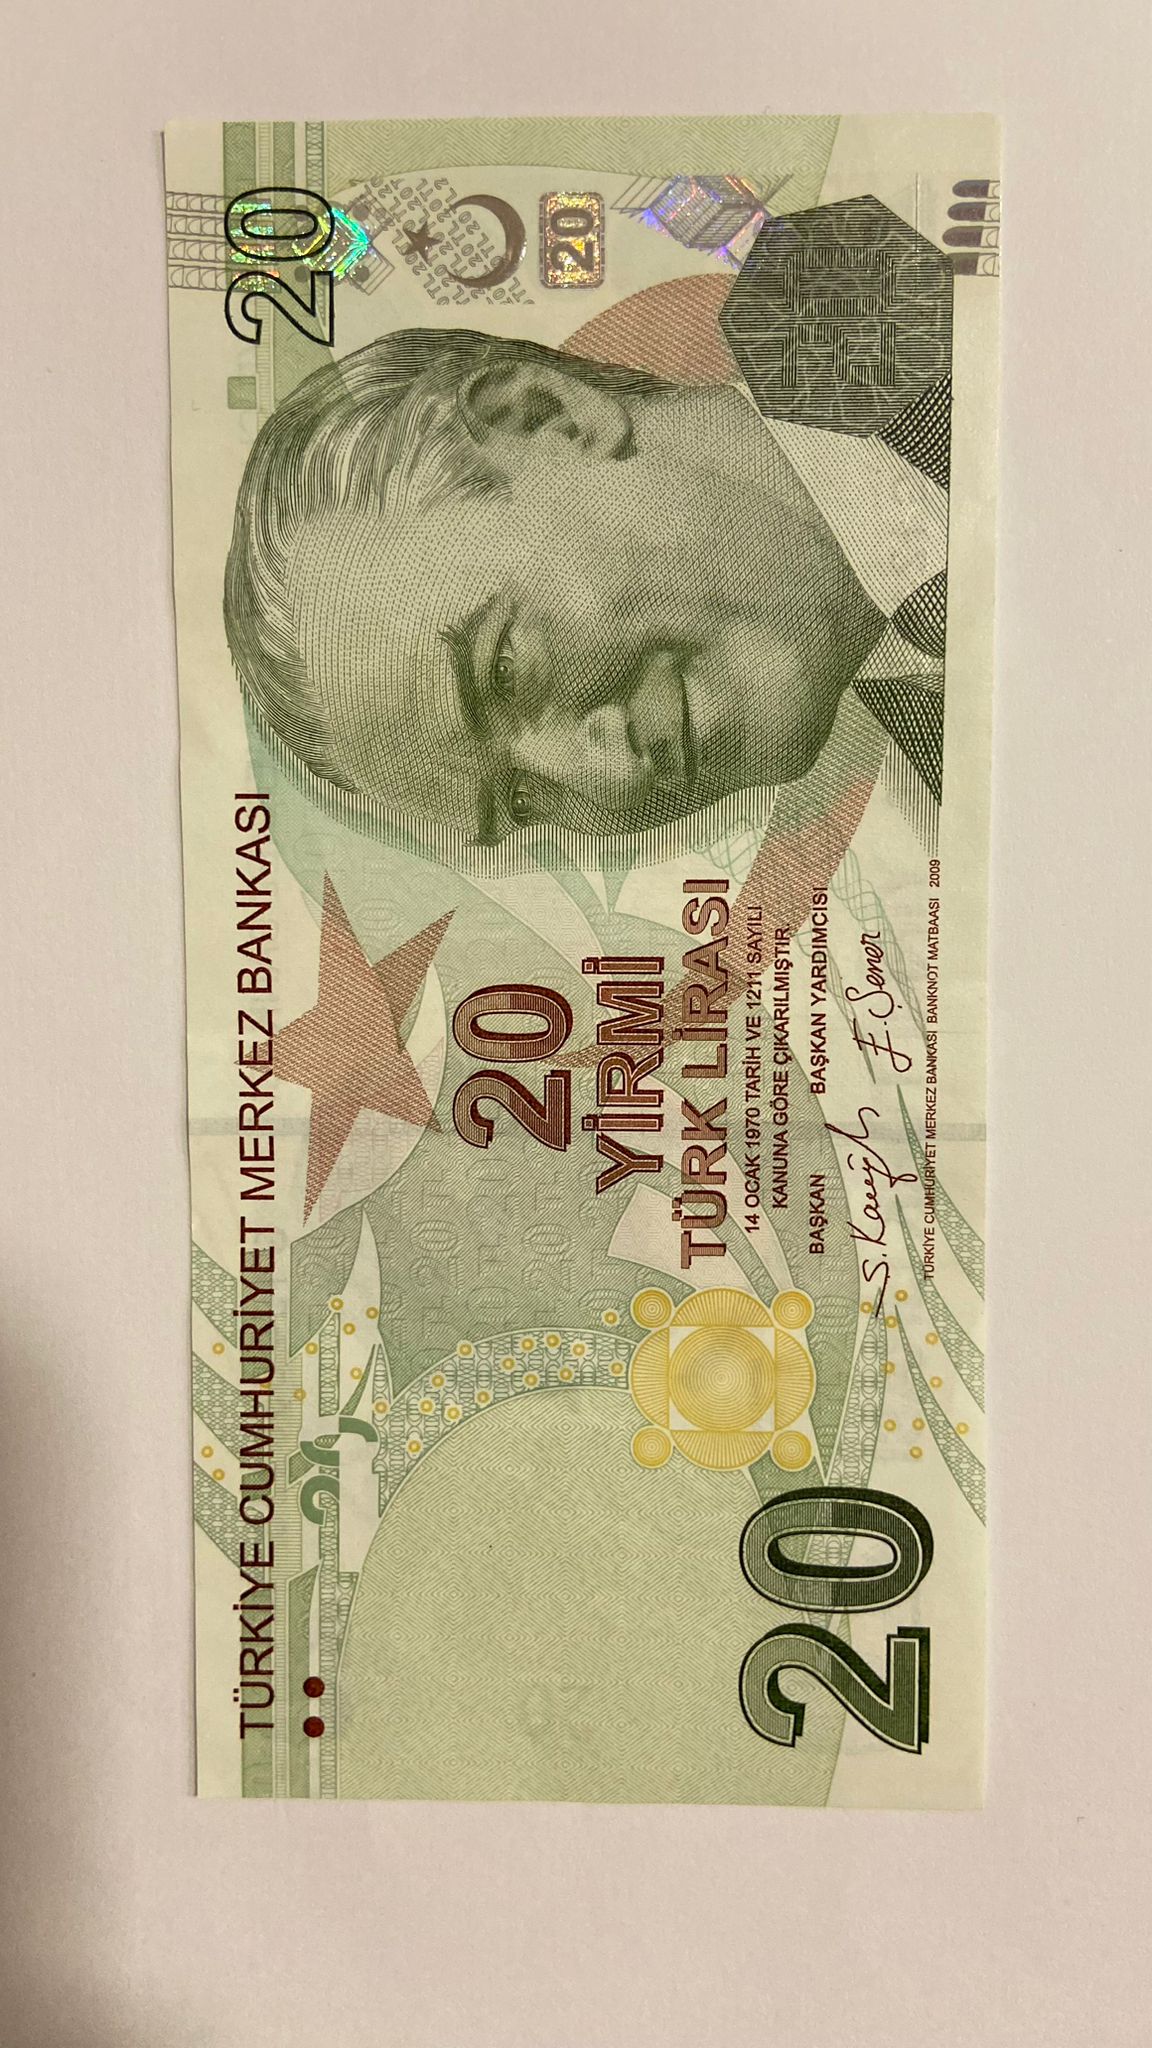 TÜRKİYE CUMHURİYET MERKEZ BANKASI
20
20
20
YİRMİ
TÜRK LİRASI
14 OCAK 1970 TARİH VE 1211 SAYILI
KANUNA GÖRE ÇIKARILMIŞTIR
BAŞKAN BAŞKAN YARDIMCISI
E. Şener
TÜRKİYE CUMHURİYET MERKEZ BANKASI BANKNOT MATBAASI 2009
20